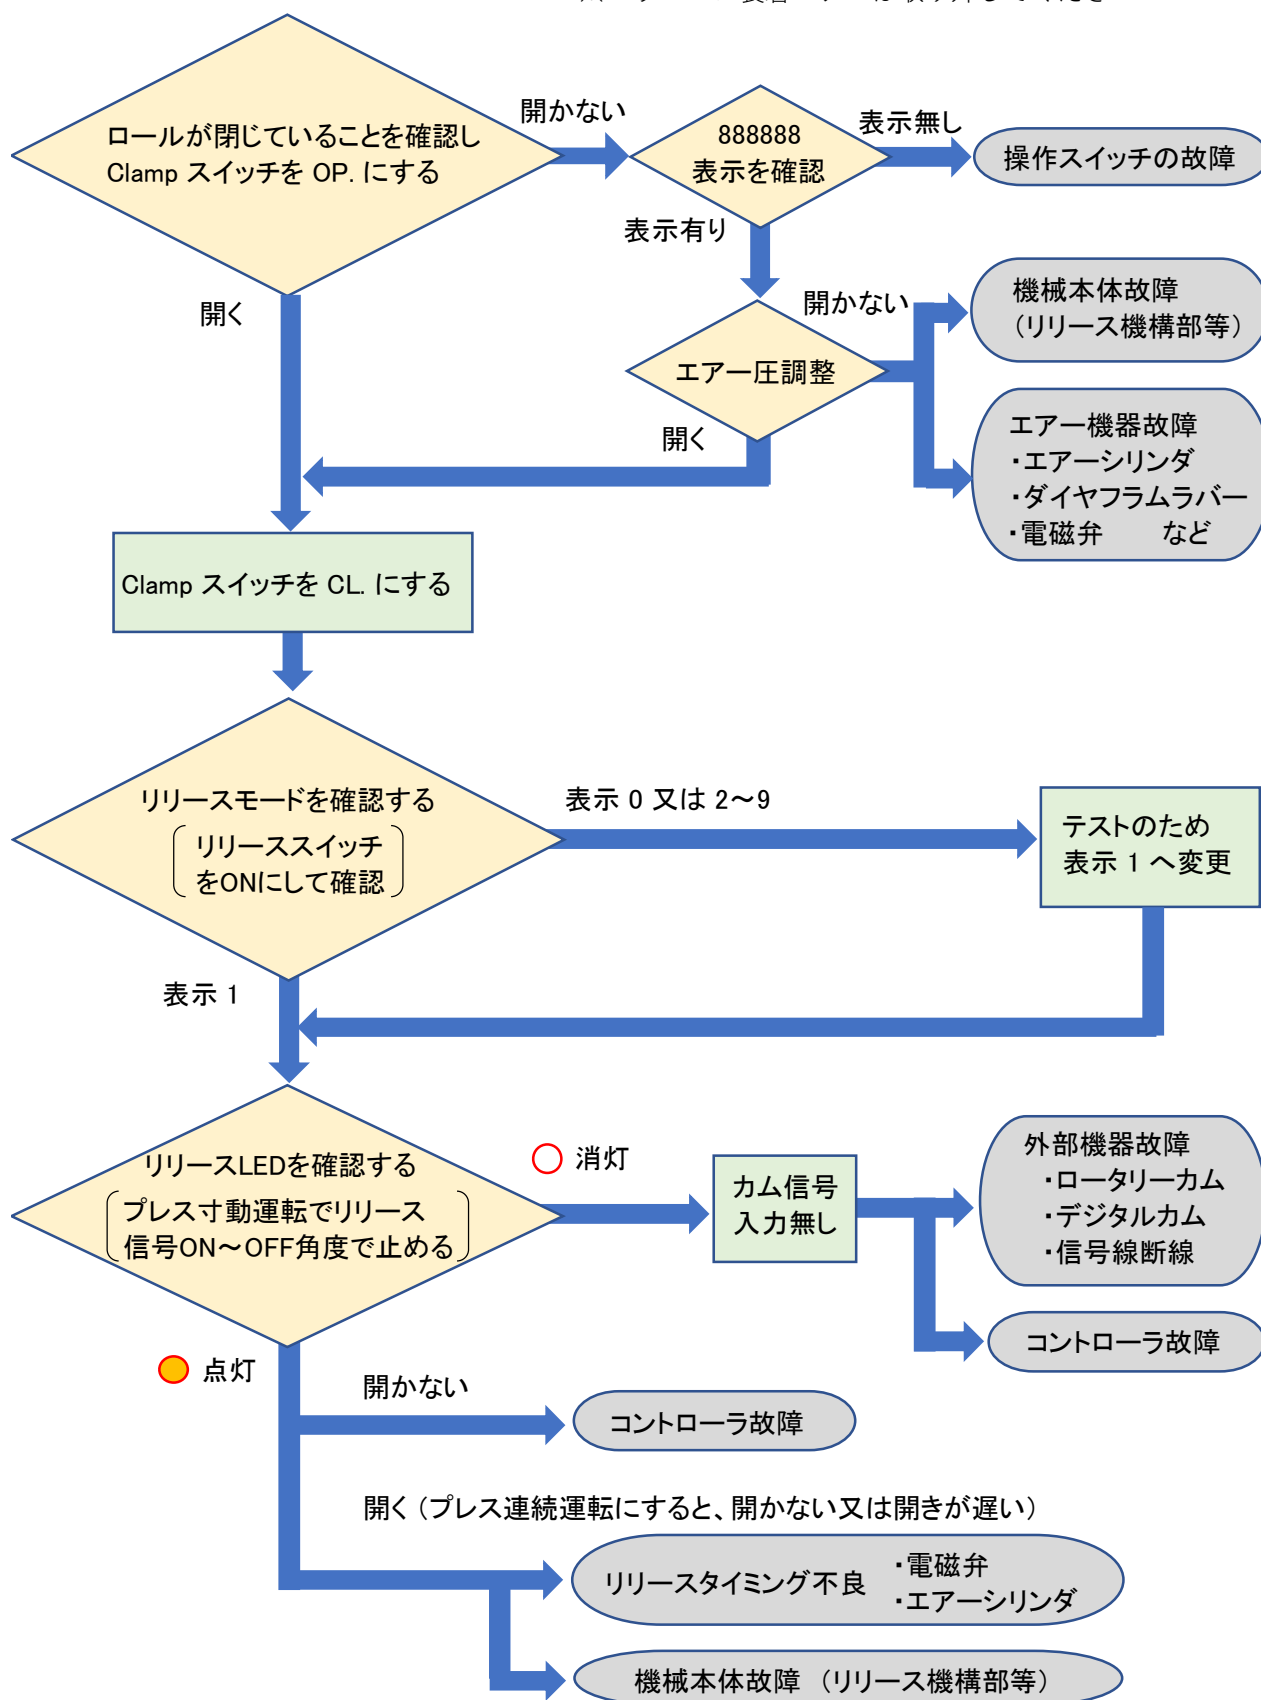 ロールが閉じていることを確認し
Clamp スイッチを OP. にする
開かない
888888
表示を確認
表示無し
操作スイッチの故障
表示有り
開く
開かない
機械本体故障
（リリース機構部等）
エアー圧調整
開く
エアー機器故障
・エアーシリンダ
・ダイヤフラムラバー
・電磁弁 など
Clamp スイッチを CL. にする
リリースモードを確認する
リリーススイッチ
をONにして確認
表示 0 又は 2～9
テストのため
表示 1 へ変更
表示 1
リリースLEDを確認する
プレス寸動運転でリリース
信号ON～OFF角度で止める
消灯
カム信号
入力無し
外部機器故障
・ロータリーカム
・デジタルカム
・信号線断線
コントローラ故障
点灯
開かない
コントローラ故障
開く（プレス連続運転にすると、開かない又は開きが遅い）
リリースタイミング不良
・電磁弁
・エアーシリンダ
機械本体故障 （リリース機構部等）